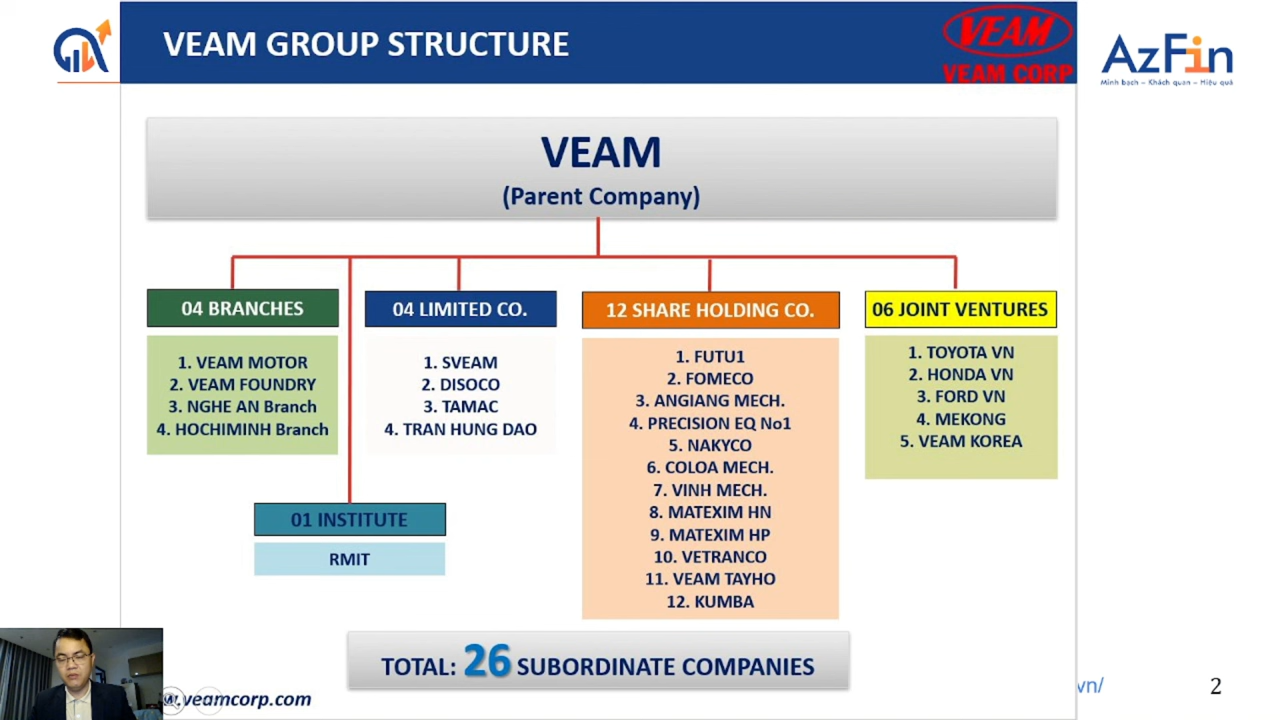 VEAM GROUP STRUCTURE
VEAM
VEAM CORP
AzFin
Minh bạch – Khách quan – Hiệu quả
VEAM
(Parent Company)
04 BRANCHES
1. VEAM MOTOR
2. VEAM FOUNDRY
3. NGHE AN Branch
4. HOCHIMINH Branch
01 INSTITUTE
RMIT
04 LIMITED CO.
1. SVEAM
2. DISOCO
3. TAMAC
4. TRAN HUNG DAO
12 SHARE HOLDING CO.
1. FUTU1
2. FOMECO
3. ANGIANG MECH.
4. PRECISION EQ No1
5. NAKYCO
6. COLOA MECH.
7. VINH MECH.
8. MATEXIM HN
9. MATEXIM HP
10. VETRANCO
11. VEAM TAYHO
12. KUMBA
06 JOINT VENTURES
1. TOYOTA VN
2. HONDA VN
3. FORD VN
4. MEKONG
5. VEAM KOREA
TOTAL: 26 SUBORDINATE COMPANIES
w.veamcorp.com
vn/
2